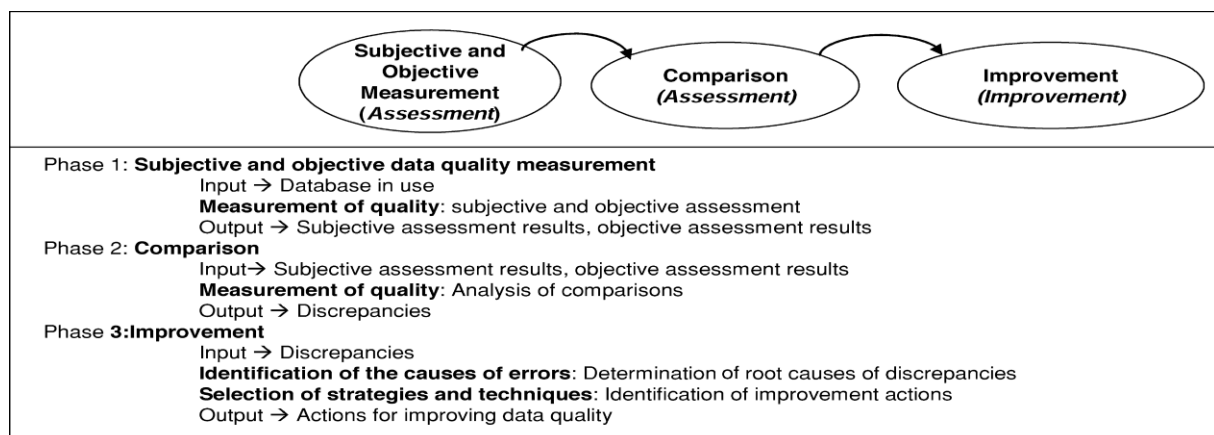 Subjective and
Objective
Measurement
(Assessment)
Comparison
(Assessment)
Improvement
(Improvement)
Phase 1: Subjective and objective data quality measurement
Input → Database in use
Measurement of quality: subjective and objective assessment
Output → Subjective assessment results, objective assessment results
Phase 2: Comparison
Input→ Subjective assessment results, objective assessment results
Measurement of quality: Analysis of comparisons
Output → Discrepancies
Phase 3:Improvement
Input → Discrepancies
Identification of the causes of errors: Determination of root causes of discrepancies
Selection of strategies and techniques: Identification of improvement actions
Output → Actions for improving data quality